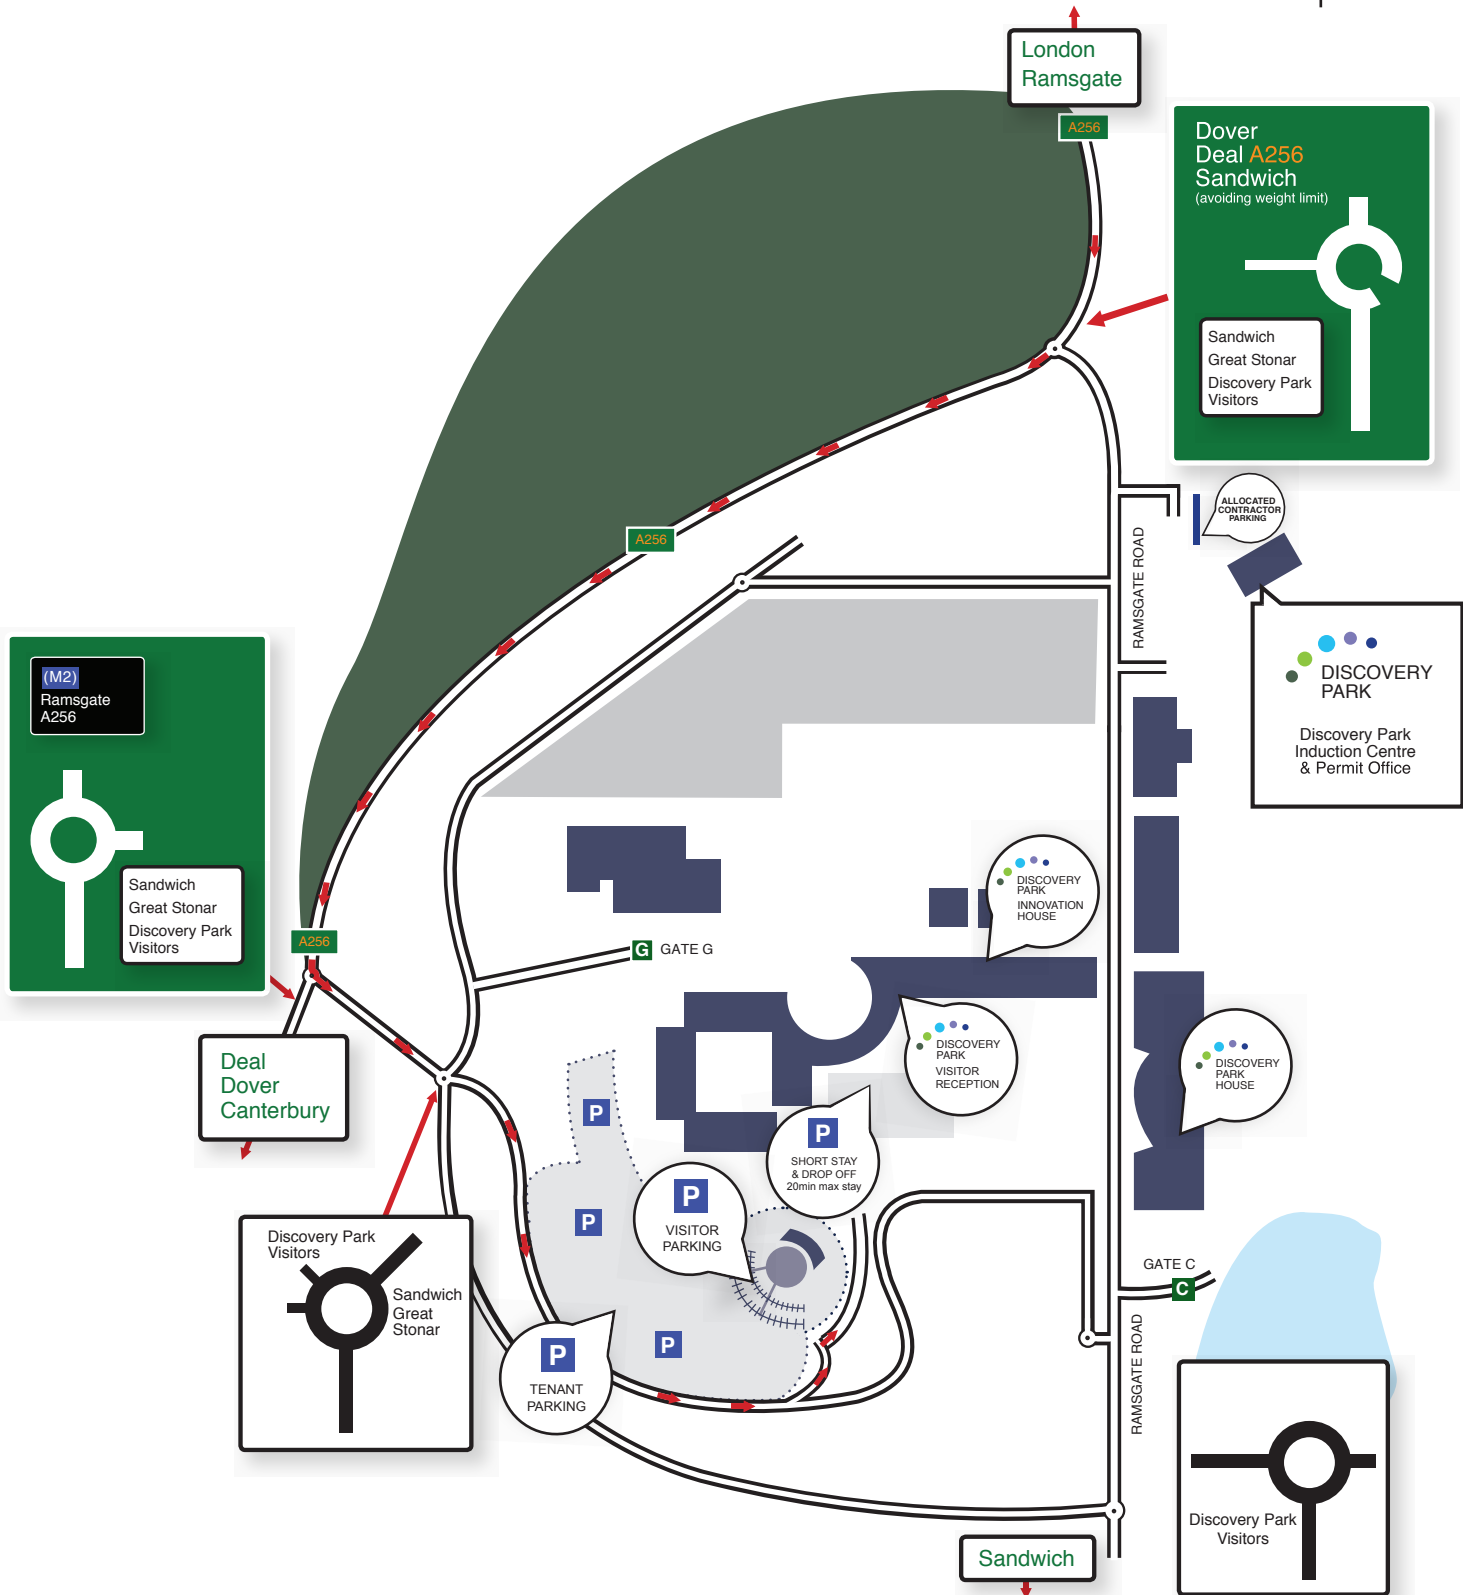 London
Ramsgate
A256
Dover
Deal A256
Sandwich
(avoiding weight limit)
Sandwich
Great Stonar
Discovery Park
Visitors
ALLOCATED
CONTRACTOR
PARKING
RAMSGATE ROAD
A256
DISCOVERY
PARK
Discovery Park
Induction Centre
& Permit Office
(M2)
Ramsgate
A256
Sandwich
Great Stonar
Discovery Park
Visitors
A256
G GATE G
DISCOVERY
PARK
INNOVATION
HOUSE
DISCOVERY
PARK
VISITOR
RECEPTION
DISCOVERY
PARK
HOUSE
Deal
Dover
Canterbury
P
P
SHORT STAY
& DROP OFF
20min max stay
P
VISITOR
PARKING
P
Discovery Park
Visitors
Sandwich
Great
Stonar
GATE C
C
RAMSGATE ROAD
P
P
TENANT
PARKING
Discovery Park
Visitors
Sandwich